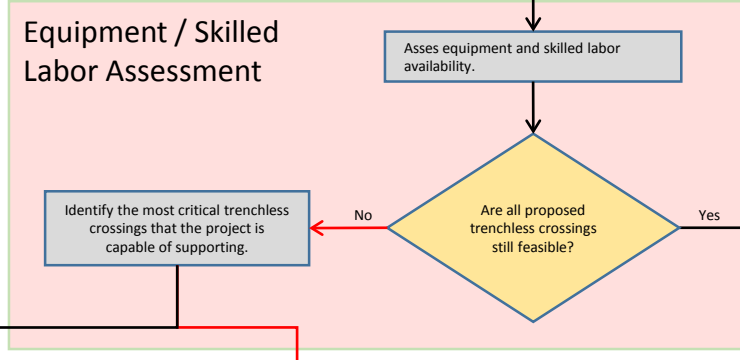 Equipment / Skilled
Labor Assessment
Asses equipment and skilled labor
availability.
Identify the most critical trenchless
crossings that the project is
capable of supporting.
No
Are all proposed
trenchless crossings
still feasible?
Yes